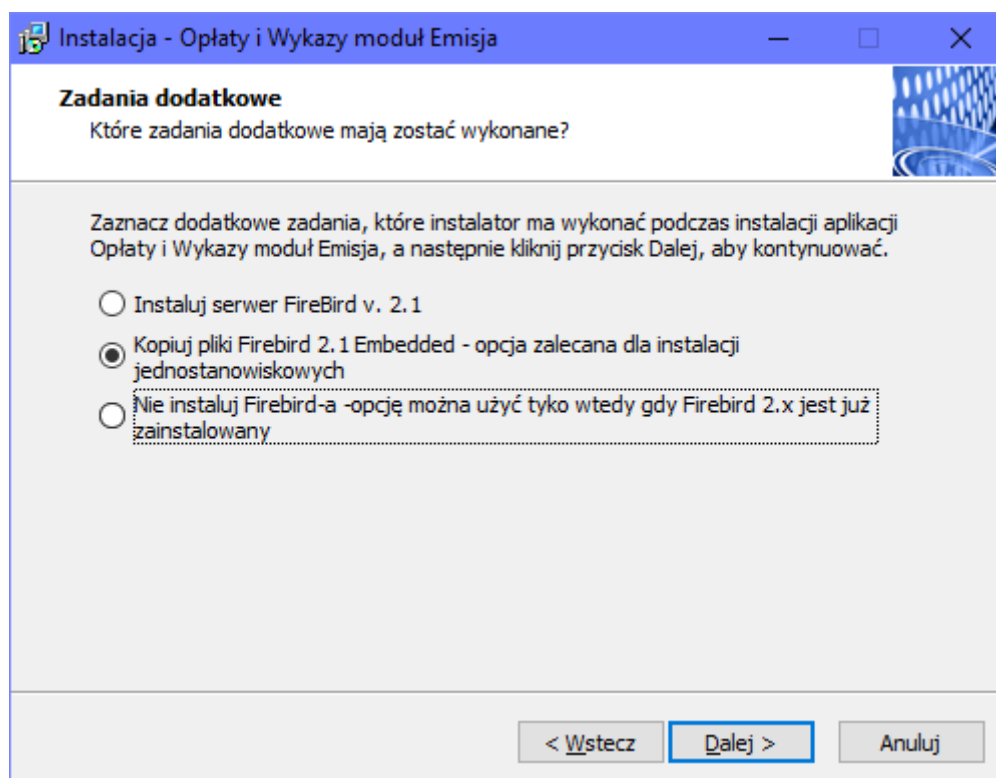 Instalacja - Opłaty i Wykazy moduł Emisja
Zadania dodatkowe
Które zadania dodatkowe mają zostać wykonane?
Zaznacz dodatkowe zadania, które instalator ma wykonać podczas instalacji aplikacji
Opłaty i Wykazy moduł Emisja, a następnie kliknij przycisk Dalej, aby kontynuować.
Instaluj serwer FireBird v. 2.1
Kopiuj pliki Firebird 2.1 Embedded - opcja zalecana dla instalacji
jednostanowiskowych
Nie instaluj Firebird-a -opcję można użyć tyko wtedy gdy Firebird 2.x jest już
zainstalowany
< Wstecz
Dalej >
Anuluj